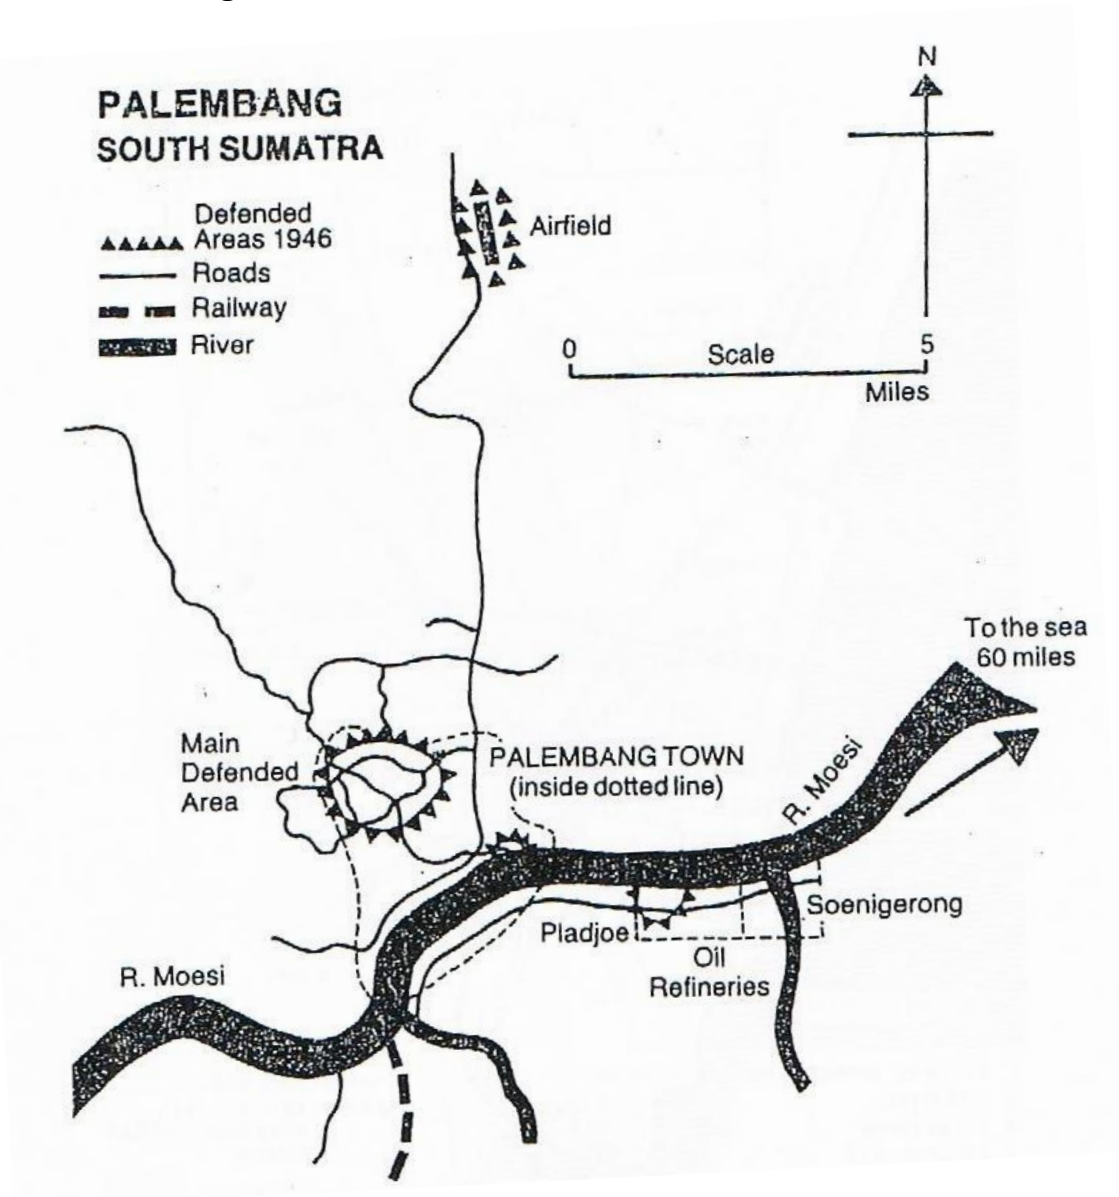 PALEMBANG
SOUTH SUMATRA
Defended
Areas 1946
Roads
Railway
River
N
Airfield
0 Scale 5
Miles
To the sea
60 miles
Main
Defended
Area
PALEMBANG TOWN
(inside dotted line)
R. Moesi
Soenigerong
Pladjoe
Oil
Refineries
R. Moesi